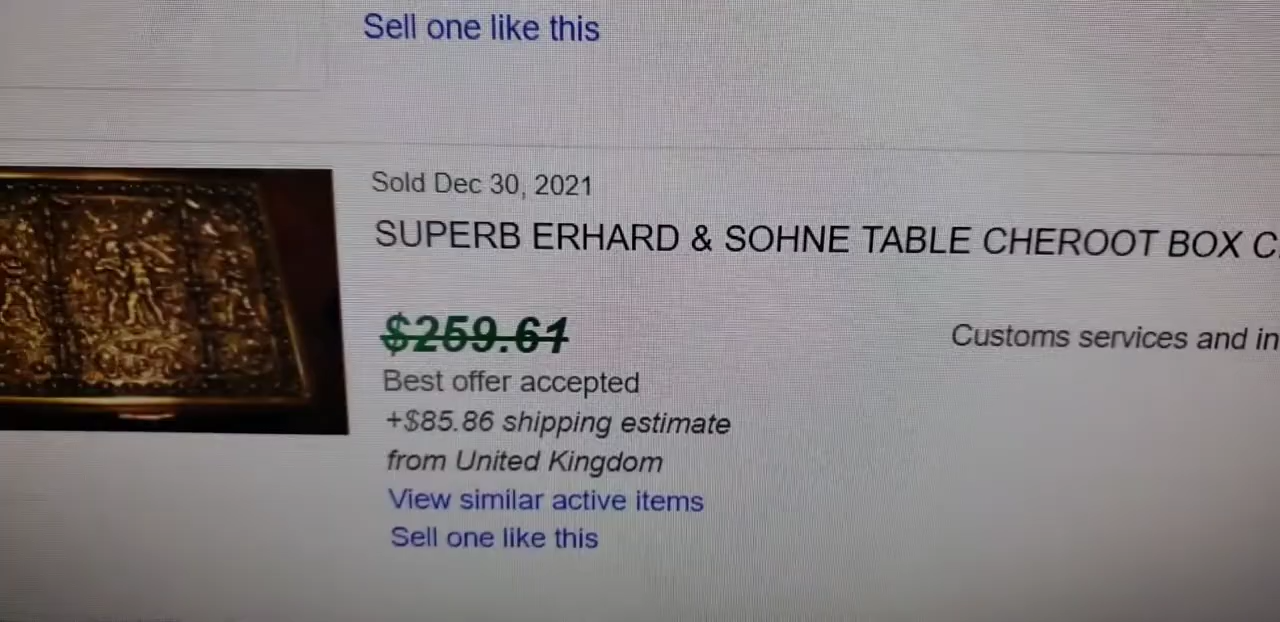 Sell one like this
Sold Dec 30, 2021
SUPERB ERHARD & SOHNE TABLE CHEROOT BOX C
$259.61
Customs services and in
Best offer accepted
+$85.86 shipping estimate
from United Kingdom
View similar active items
Sell one like this